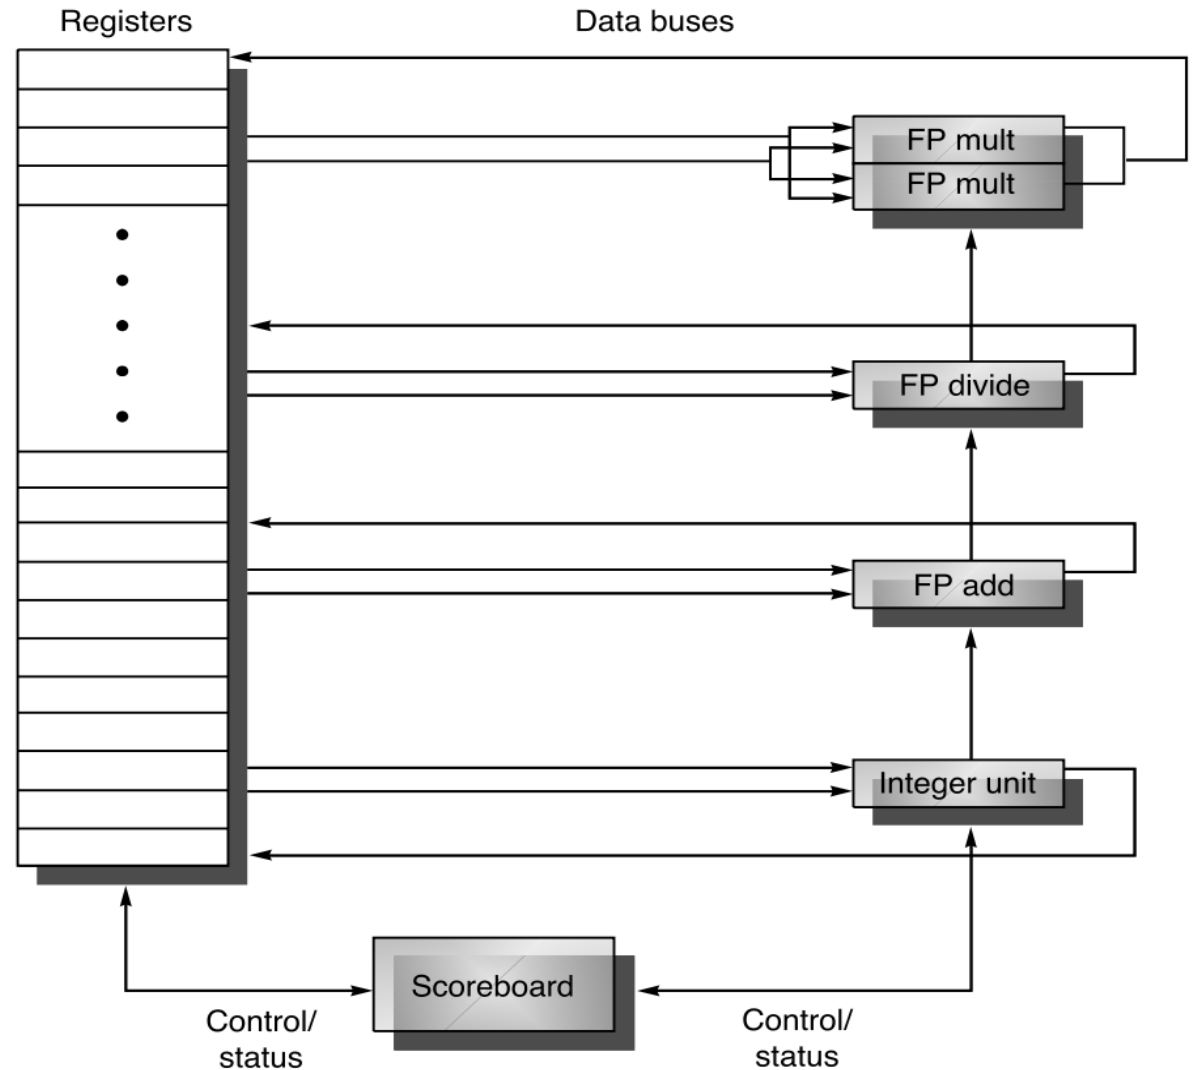 Registers
Data buses
FP mult
FP mult
FP divide
FP add
Integer unit
Scoreboard
Control/
status
Control/
status